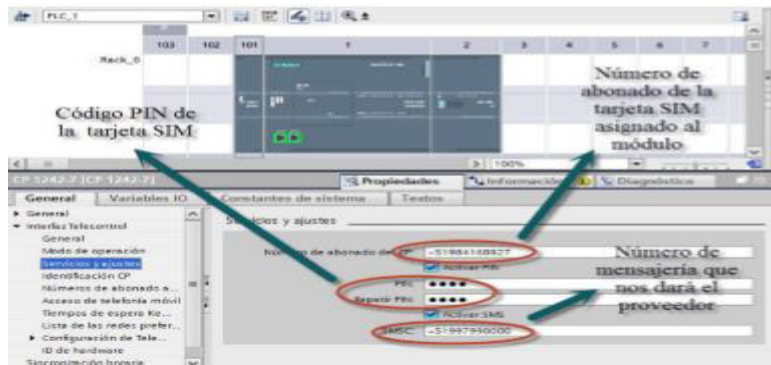 PLC_1
103 102 101 1 2 3 4 5 6 7
Rack_0
Código PIN de
la tarjeta SIM
Número de
abonado de la
tarjeta SIM
asignado al
módulo
100%
CP 1242-7 [CP 1242-7]
Propiedades
Información
Diagnóstico
General
Variables IO
Constantes de sistema
Textos
General
Interfaz Telecontrol
General
Modo de operación
Servicios y ajustes
Identificación CP
Números de abonado a...
Acceso de telefonía móvil
Tiempos de espera Ke...
Lista de las redes prefer...
Configuración de Tele...
ID de hardware
Sincronización horaria
Servicios y ajustes
Número de abonado de CP:
Activar PIN
PIN:
Repetir PIN:
Activar SMS
SMSC:
Número de
mensajería que
nos dará el
proveedor